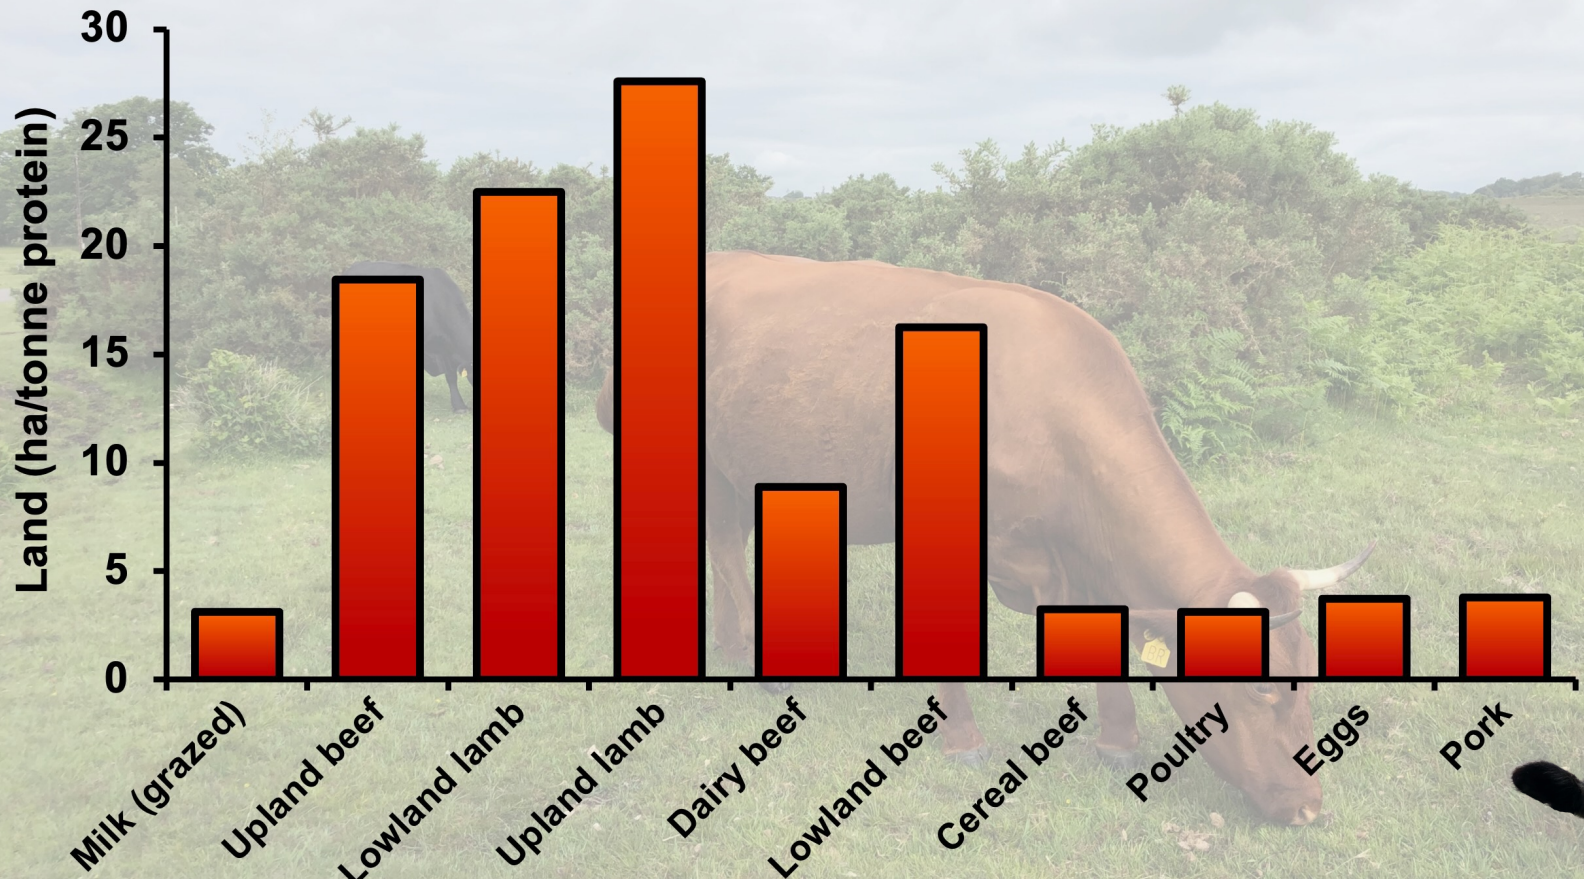 Land (ha/tonne protein)
30
25
20
15
10
5
0
Milk (grazed)
Upland beef
Lowland lamb
Upland lamb
Dairy beef
Lowland beef
Cereal beef
Poultry
Eggs
Pork